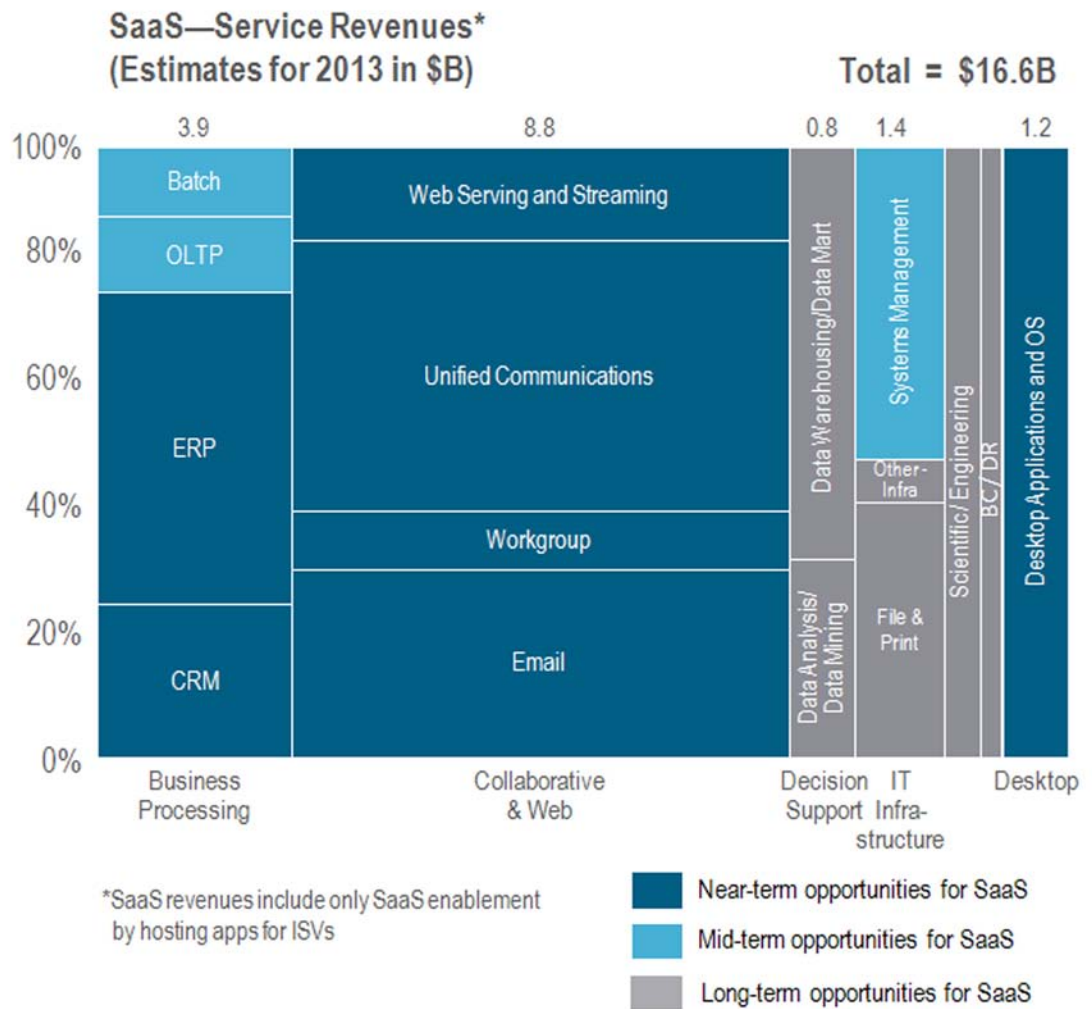 SaaS—Service Revenues*
(Estimates for 2013 in $B)
Total = $16.6B
3.9
8.8
0.8
1.4
1.2
100%
80%
60%
40%
20%
0%
Batch
OLTP
ERP
CRM
Web Serving and Streaming
Unified Communications
Workgroup
Email
Data Warehousing/Data Mart
Data Analysis/
Data Mining
Systems Management
Other-
Infra
File &
Print
Scientific/ Engineering
BC / DR
Desktop Applications and OS
Business
Processing
Collaborative
& Web
Decision
Support
IT
Infra-
structure
Desktop
*SaaS revenues include only SaaS enablement
by hosting apps for ISVs
Near-term opportunities for SaaS
Mid-term opportunities for SaaS
Long-term opportunities for SaaS